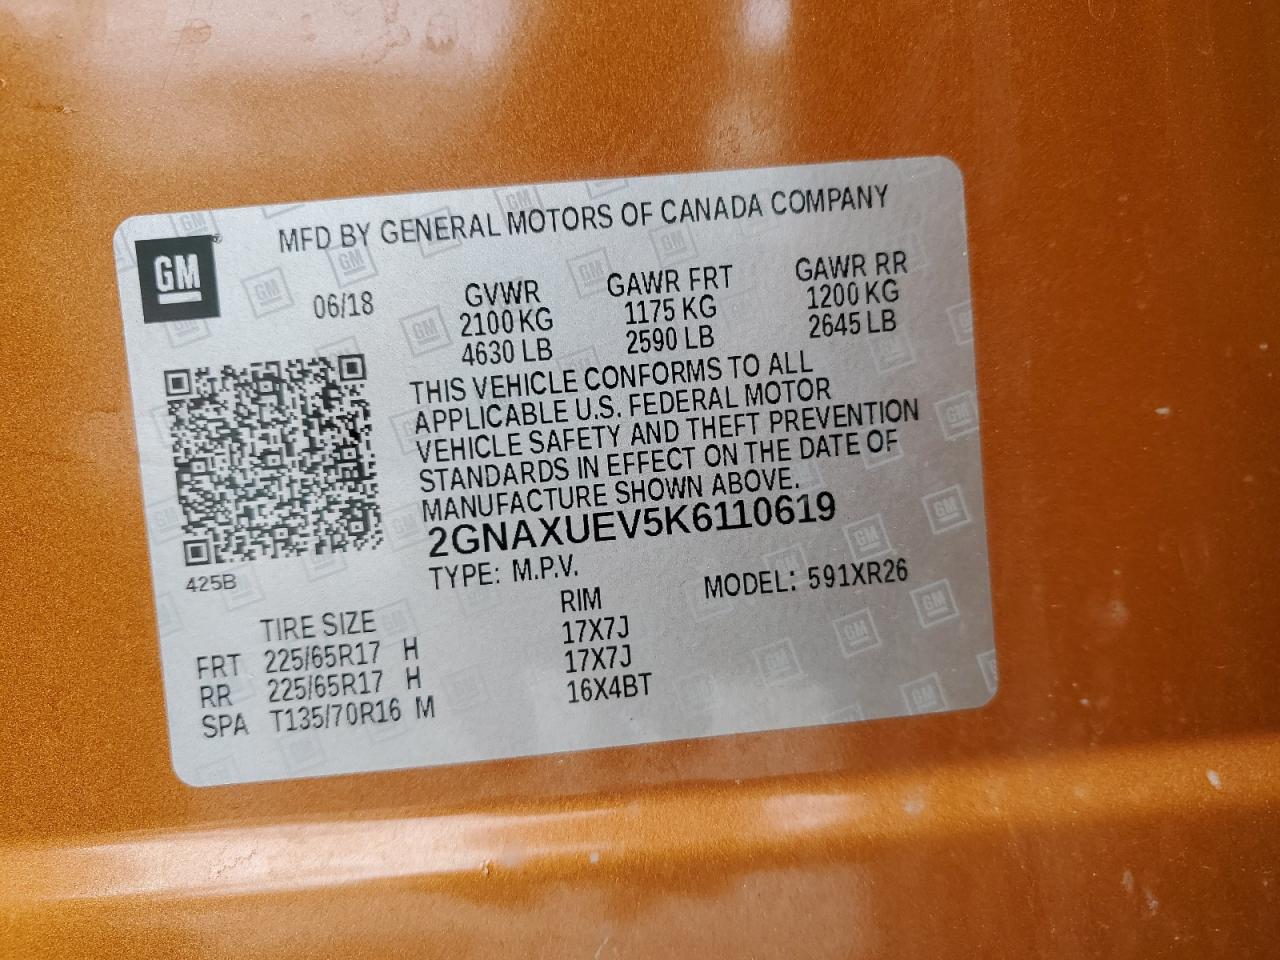 MFD BY GENERAL MOTORS OF CANADA COMPANY
GM
06/18
GVWR GAWR FRT GAWR RR
2100 KG 1175 KG 1200 KG
4630 LB 2590 LB 2645 LB
THIS VEHICLE CONFORMS TO ALL
APPLICABLE U.S. FEDERAL MOTOR
VEHICLE SAFETY AND THEFT PREVENTION
STANDARDS IN EFFECT ON THE DATE OF
MANUFACTURE SHOWN ABOVE.
2GNAXUEV5K6110619
425B
TYPE: M.P.V. MODEL: 591XR26
TIRE SIZE RIM
FRT 225/65R17 H 17X7J
RR 225/65R17 H 17X7J
SPA T135/70R16 M 16X4BT